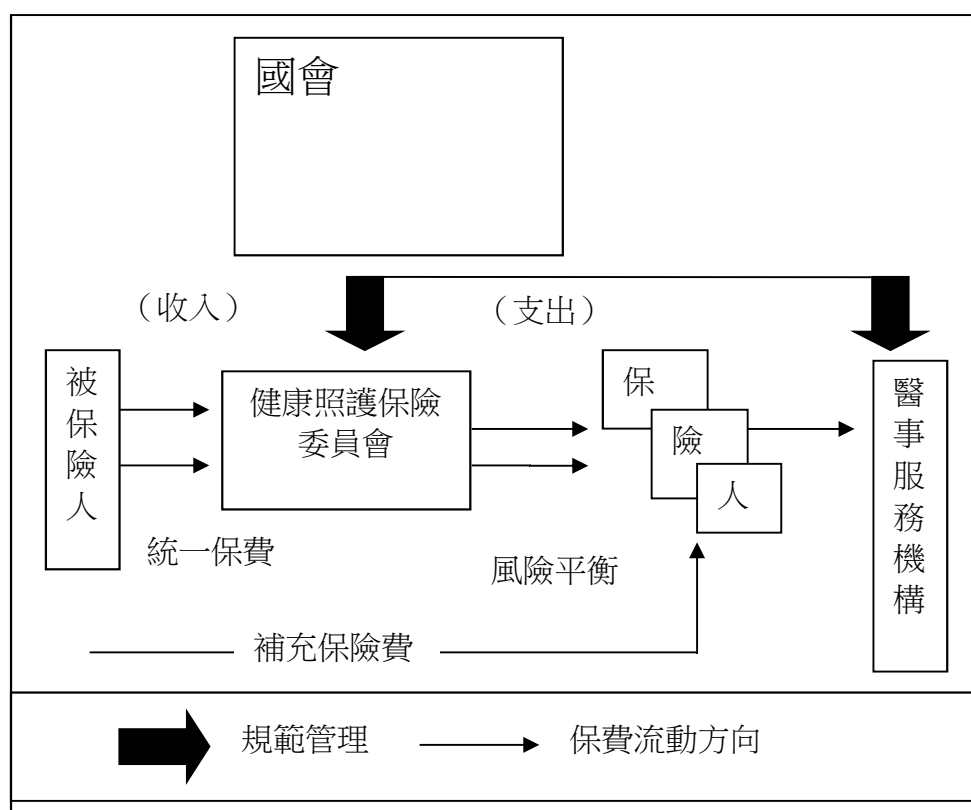 國會
（收入）
（支出）
被保險人
健康照護保險
委員會
保
險
人
醫事服務機構
統一保費
風險平衡
補充保險費
規範管理
保費流動方向